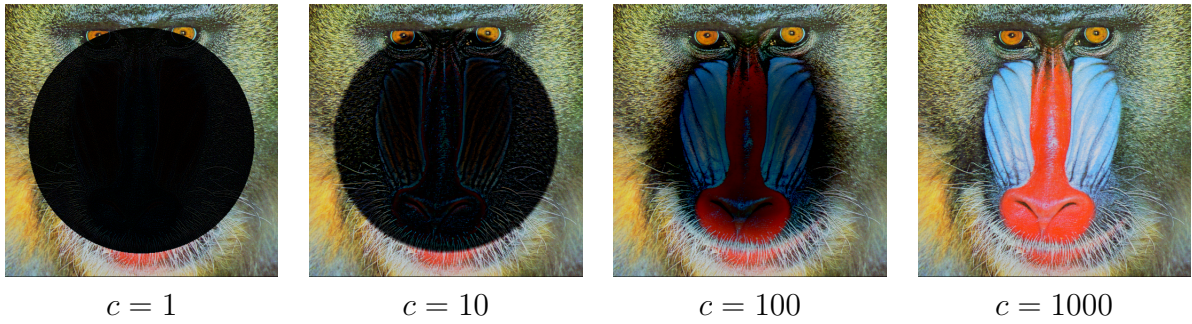 c = 1
c = 10
c = 100
c = 1000